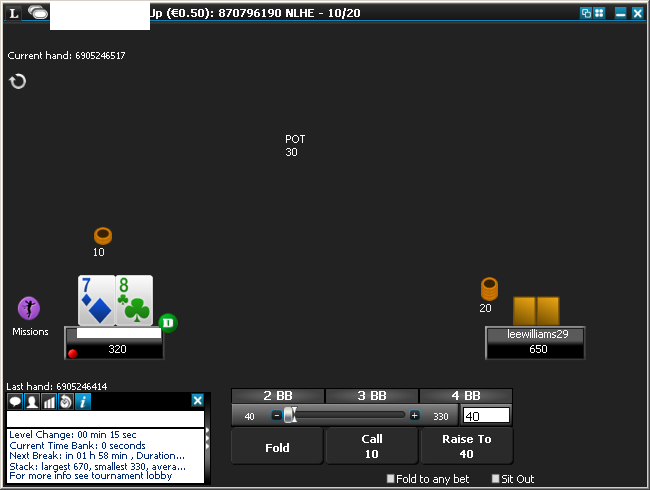 L
Up (€0.50): 870796190 NLHE - 10/20
Current hand: 6905246517
POT
30
10
7 8
20
Missions
D
320
leewilliams29
650
Last hand: 6905246414
i
Level Change: 00 min 15 sec
Current Time Bank: 0 seconds
Next Break: in 01 h 58 min , Duration...
Stack: largest 670, smallest 330, avera...
For more info see tournament lobby
2 BB 3 BB 4 BB
40 - + 330 40
Fold
Call
10
Raise To
40
Fold to any bet Sit Out